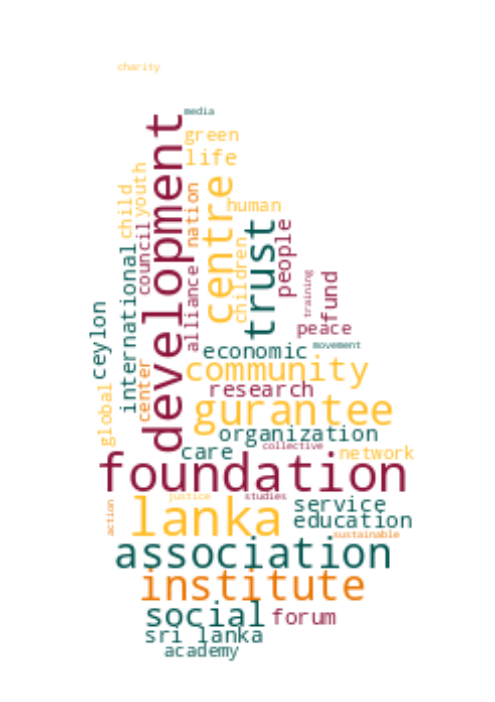 charity
media
development
green
life
youth
child
nation
centre
human
council
children
trust
people
international
alliance
training
fund
peace
ceylon
economic
movement
center
community
research
global
gurantee
organization
collective
care
network
foundation
justice
studies
action
lanka
service
education
sustainable
association
institute
social
forum
sri lanka
academy